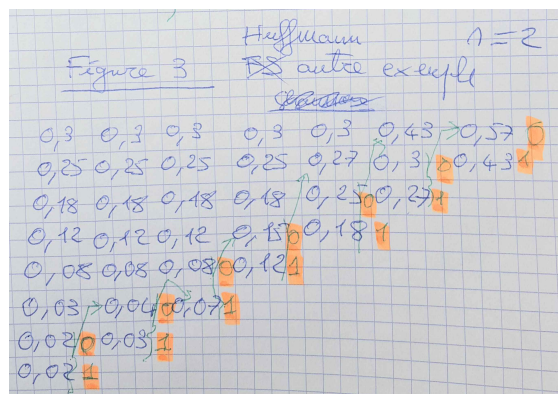 Huffmann n = 2
Figure 3 autre exemple
0,3 0,3 0,3 0,3 0,3 0,43 0,57 0
0,25 0,25 0,25 0,25 0,27 0,3 0 0,43 1
0,18 0,18 0,18 0,18 0,25 0 0,27 1
0,12 0,12 0,12 0,15 0 0,18 1
0,08 0,08 0,08 0 0,12 1
0,03 0,04 0 0,07 1
0,02 0 0,03 1
0,02 1